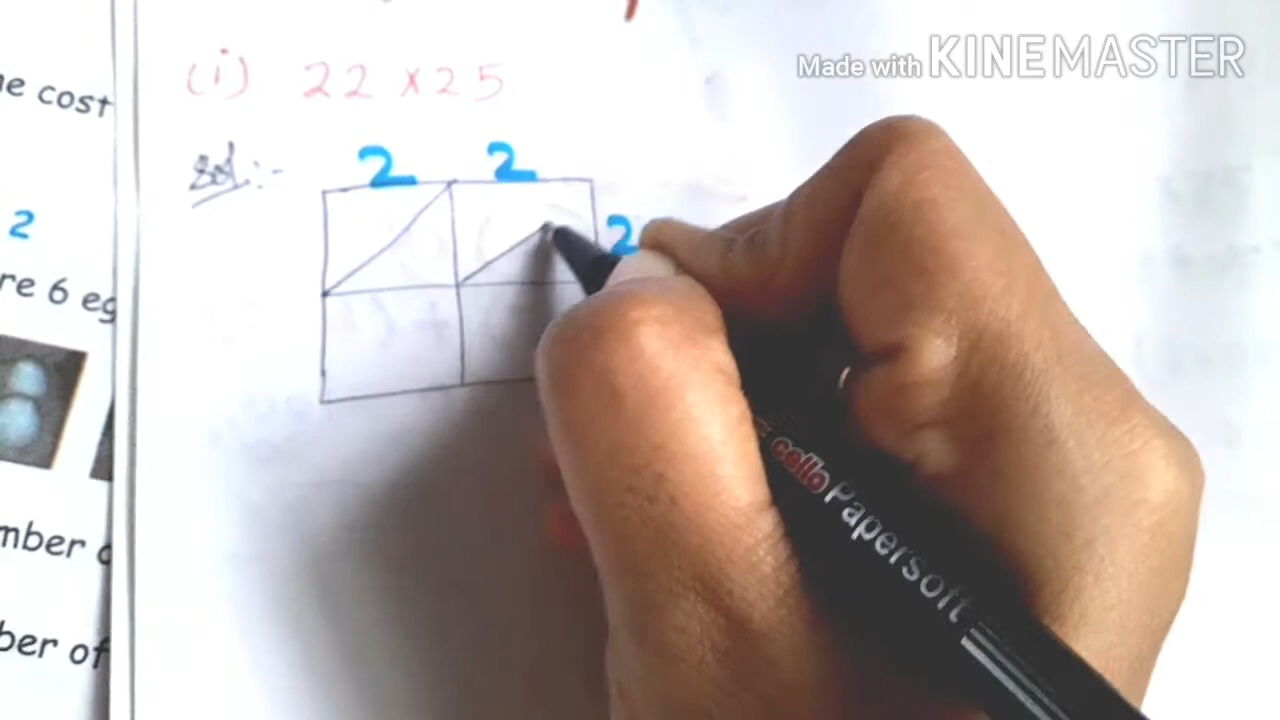 Made with KINEMASTER
(i) 22 x 25
Sol:-
2 2
2
e cost
2
re 6 eg
mber
ber of
cello Papersoft